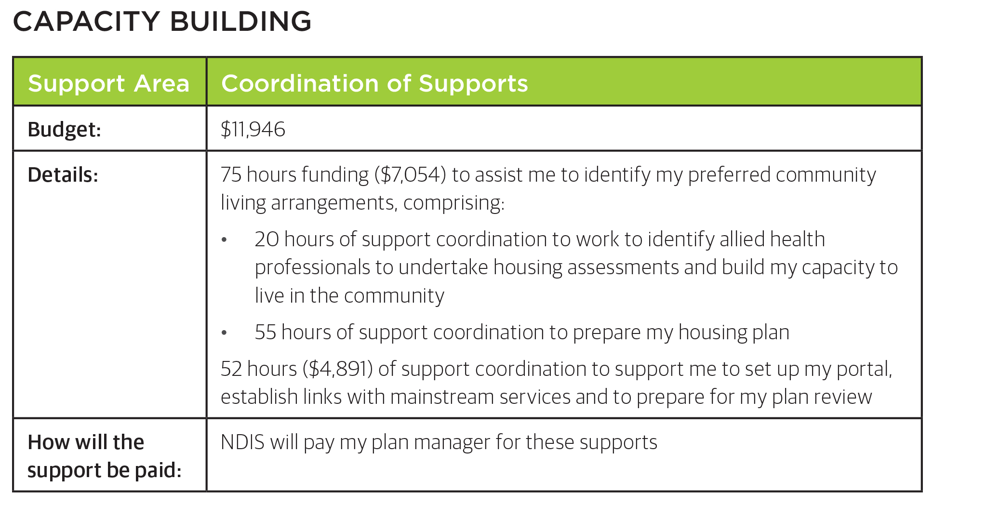 CAPACITY BUILDING
Support Area
Coordination of Supports
Budget:
$11,946
Details:
75 hours funding ($7,054) to assist me to identify my preferred community
living arrangements, comprising:
• 20 hours of support coordination to work to identify allied health
professionals to undertake housing assessments and build my capacity to
live in the community
• 55 hours of support coordination to prepare my housing plan
52 hours ($4,891) of support coordination to support me to set up my portal,
establish links with mainstream services and to prepare for my plan review
How will the
support be paid:
NDIS will pay my plan manager for these supports